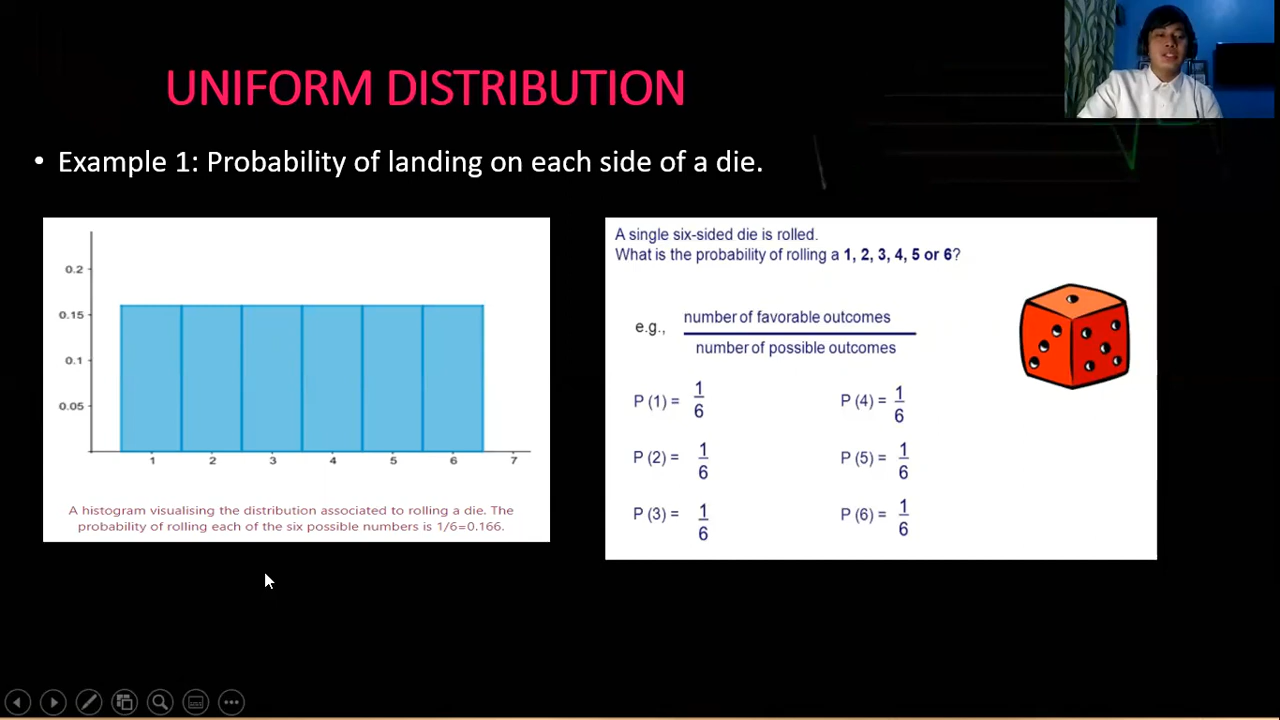 UNIFORM DISTRIBUTION
• Example 1: Probability of landing on each side of a die.
0.2
0.15
0.1
0.05
1 2 3 4 5 6 7
A histogram visualising the distribution associated to rolling a die. The
probability of rolling each of the six possible numbers is 1/6=0.166.
A single six-sided die is rolled.
What is the probability of rolling a 1, 2, 3, 4, 5 or 6?
e.g., number of favorable outcomes
number of possible outcomes
P (1) = 1/6
P (2) = 1/6
P (3) = 1/6
P (4) = 1/6
P (5) = 1/6
P (6) = 1/6